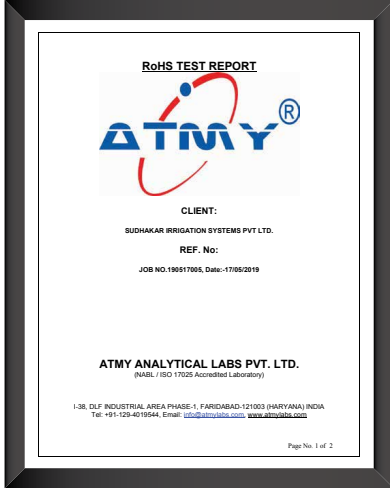 RoHS TEST REPORT
ATMY®
CLIENT:
SUDHAKAR IRRIGATION SYSTEMS PVT LTD.
REF. No:
JOB NO.190517005, Date:-17/05/2019
ATMY ANALYTICAL LABS PVT. LTD.
(NABL / ISO 17025 Accredited Laboratory)
I-38, DLF INDUSTRIAL AREA PHASE-1, FARIDABAD-121003 (HARYANA) INDIA
Tel: +91-129-4019544, Email: info@atmylabs.com, www.atmylabs.com
Page No. 1 of 2